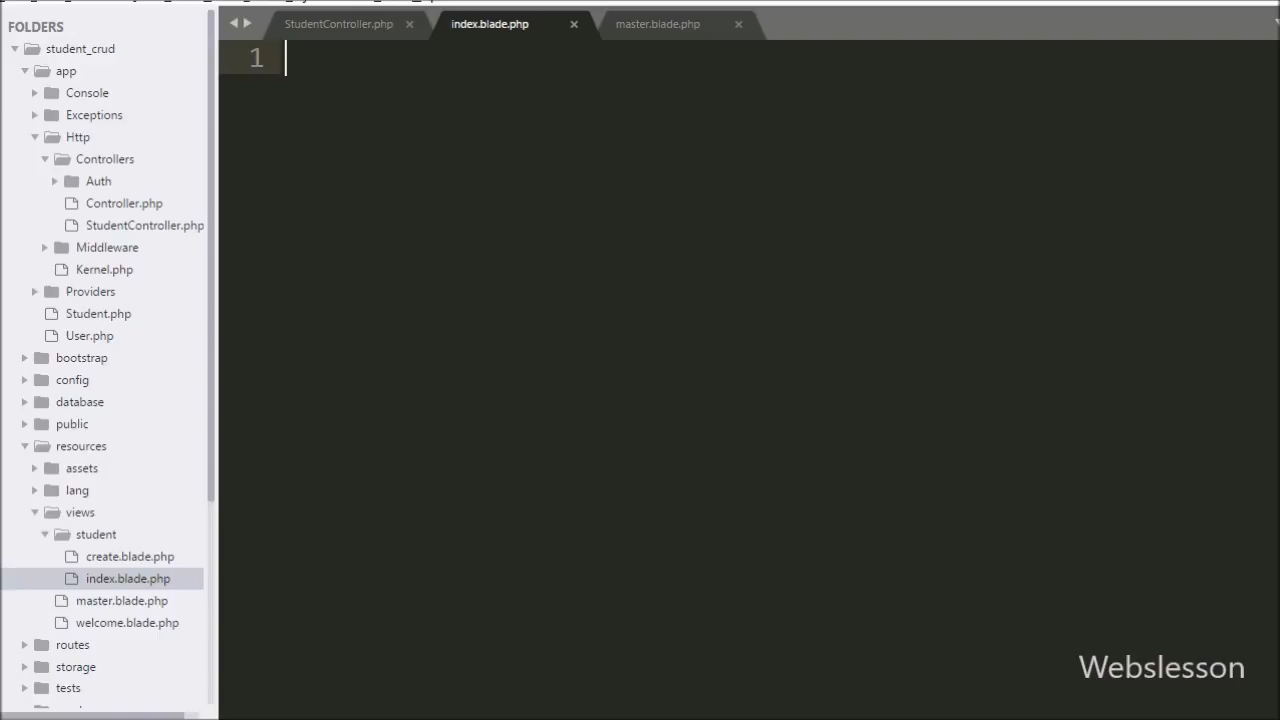 FOLDERS
student_crud
app
Console
Exceptions
Http
Controllers
Auth
Controller.php
StudentController.php
Middleware
Kernel.php
Providers
Student.php
User.php
bootstrap
config
database
public
resources
assets
lang
views
student
create.blade.php
index.blade.php
master.blade.php
welcome.blade.php
routes
storage
tests
StudentController.php
index.blade.php
master.blade.php
1
Webslesson